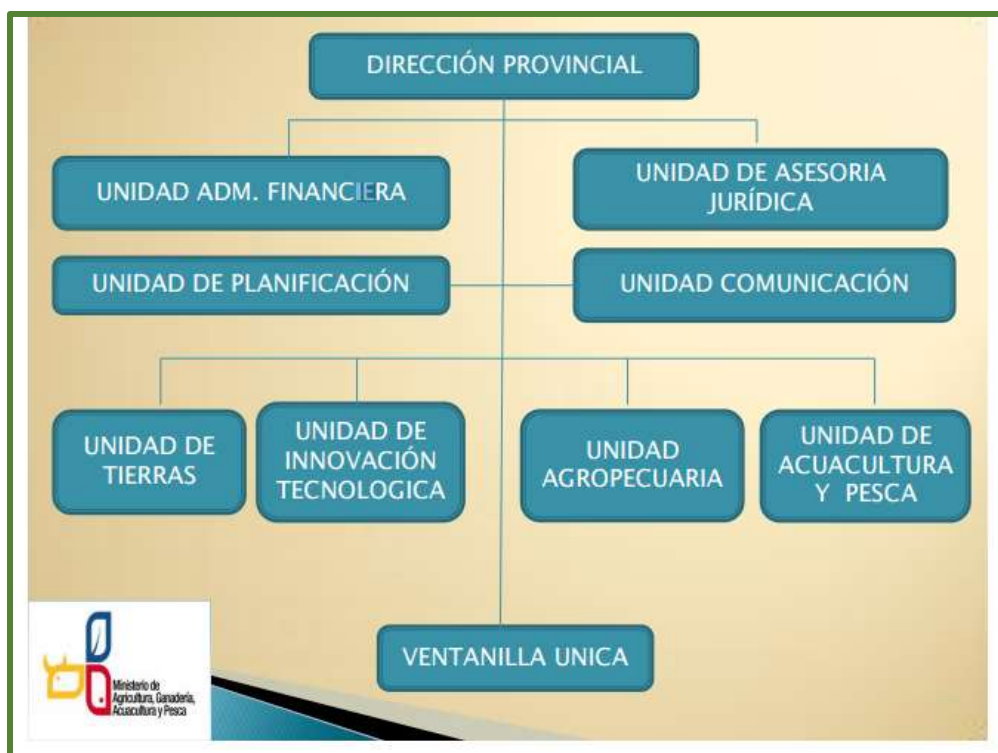 DIRECCIÓN PROVINCIAL
UNIDAD ADM. FINANCIERA
UNIDAD DE ASESORIA
JURÍDICA
UNIDAD DE PLANIFICACIÓN
UNIDAD COMUNICACIÓN
UNIDAD DE
TIERRAS
UNIDAD DE
INNOVACIÓN
TECNOLOGICA
UNIDAD
AGROPECUARIA
UNIDAD DE
ACUACULTURA
Y PESCA
VENTANILLA UNICA
Ministerio de
Agricultura, Ganadería,
Acuacultura y Pesca